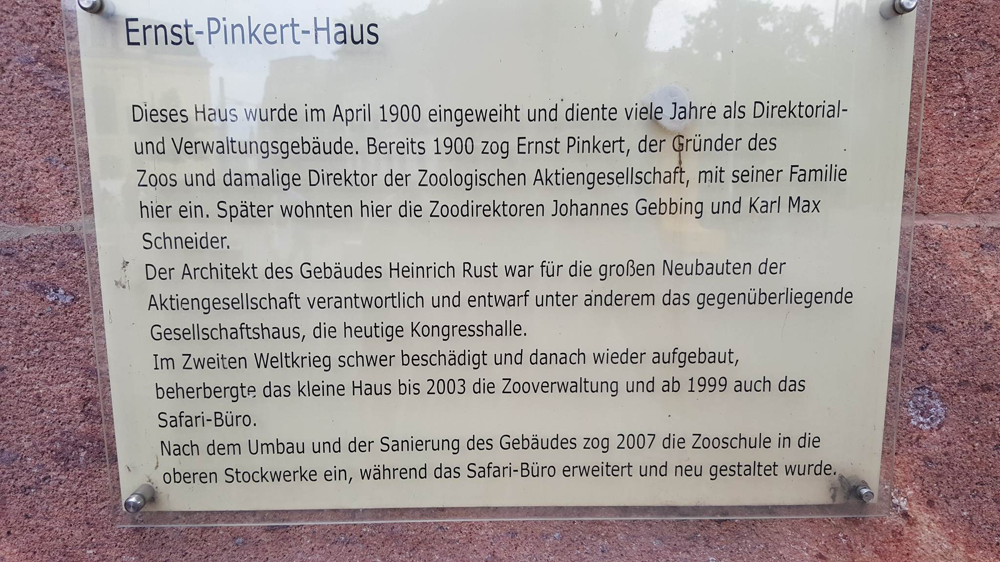 Ernst-Pinkert-Haus
Dieses Haus wurde im April 1900 eingeweiht und diente viele Jahre als Direktorial-
und Verwaltungsgebäude. Bereits 1900 zog Ernst Pinkert, der Gründer des
Zoos und damalige Direktor der Zoologischen Aktiengesellschaft, mit seiner Familie
hier ein. Später wohnten hier die Zoodirektoren Johannes Gebbing und Karl Max
Schneider.
Der Architekt des Gebäudes Heinrich Rust war für die großen Neubauten der
Aktiengesellschaft verantwortlich und entwarf unter anderem das gegenüberliegende
Gesellschaftshaus, die heutige Kongresshalle.
Im Zweiten Weltkrieg schwer beschädigt und danach wieder aufgebaut,
beherbergte das kleine Haus bis 2003 die Zooverwaltung und ab 1999 auch das
Safari-Büro.
Nach dem Umbau und der Sanierung des Gebäudes zog 2007 die Zooschule in die
oberen Stockwerke ein, während das Safari-Büro erweitert und neu gestaltet wurde.